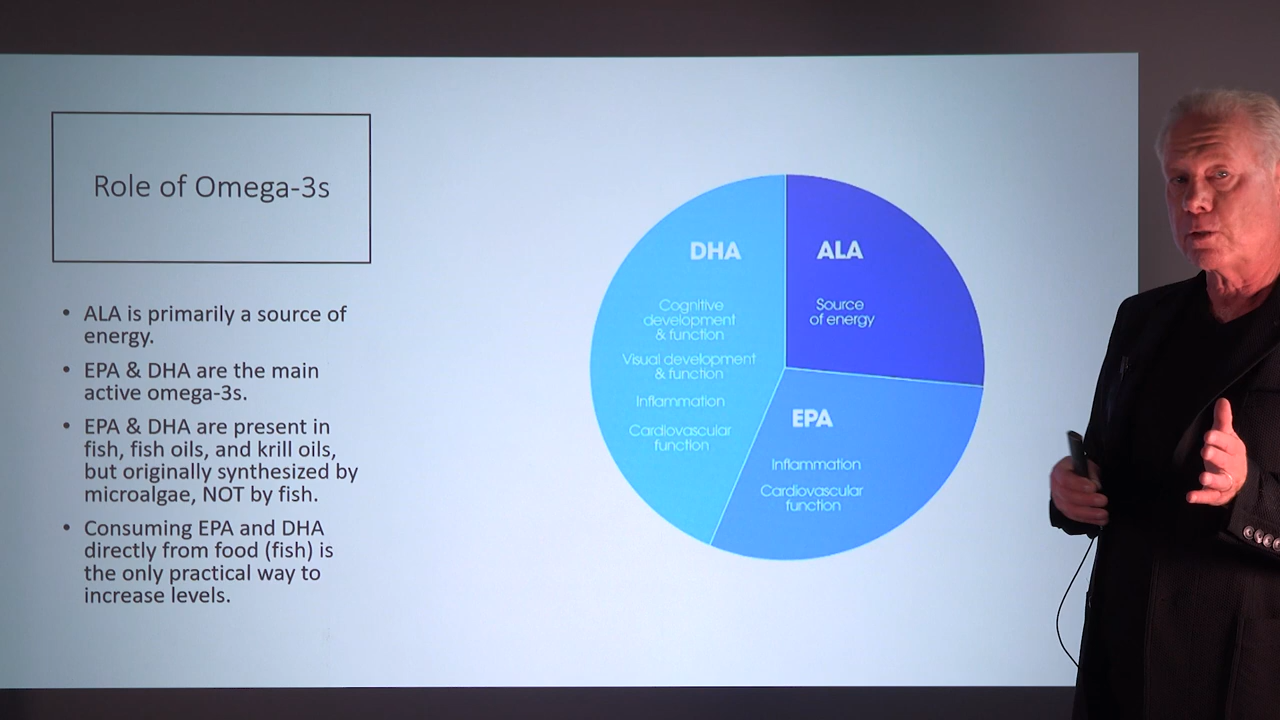 Role of Omega-3s
• ALA is primarily a source of
energy.
• EPA & DHA are the main
active omega-3s.
• EPA & DHA are present in
fish, fish oils, and krill oils,
but originally synthesized by
microalgae, NOT by fish.
• Consuming EPA and DHA
directly from food (fish) is
the only practical way to
increase levels.
DHA
Cognitive
development
& function
Visual development
& function
Inflammation
Cardiovascular
function
ALA
Source
of energy
EPA
Inflammation
Cardiovascular
function